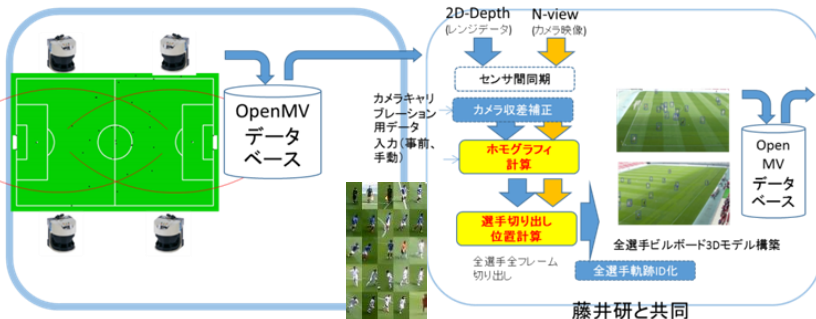 OpenMV
データ
ベース
2D-Depth
(レンジデータ)
N-view
(カメラ映像)
センサ間同期
カメラキャリ
ブレーション
用データ
入力(事前、
手動)
カメラ収差補正
ホモグラフィ
計算
選手切り出し
位置計算
全選手全フレーム
切り出し
全選手ビルボード3Dモデル構築
全選手軌跡ID化
Open
MV
データ
ベース
藤井研と共同